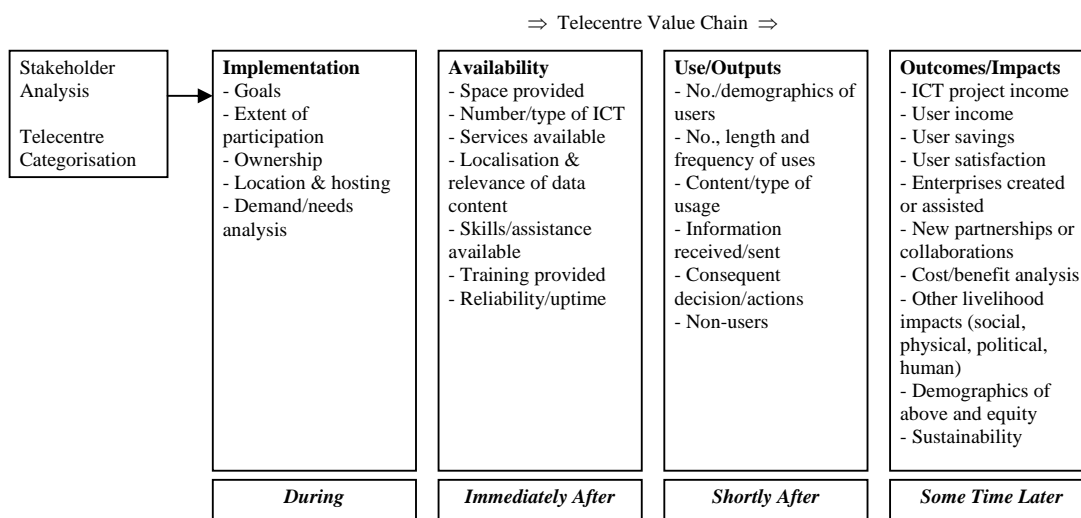 ⇒ Telecentre Value Chain ⇒
Stakeholder
Analysis
Telecentre
Categorisation
Implementation
- Goals
- Extent of
participation
- Ownership
- Location & hosting
- Demand/needs
analysis
Availability
- Space provided
- Number/type of ICT
- Services available
- Localisation &
relevance of data
content
- Skills/assistance
available
- Training provided
- Reliability/uptime
Use/Outputs
- No./demographics of
users
- No., length and
frequency of uses
- Content/type of
usage
- Information
received/sent
- Consequent
decision/actions
- Non-users
Outcomes/Impacts
- ICT project income
- User income
- User savings
- User satisfaction
- Enterprises created
or assisted
- New partnerships or
collaborations
- Cost/benefit analysis
- Other livelihood
impacts (social,
physical, political,
human)
- Demographics of
above and equity
- Sustainability
During
Immediately After
Shortly After
Some Time Later